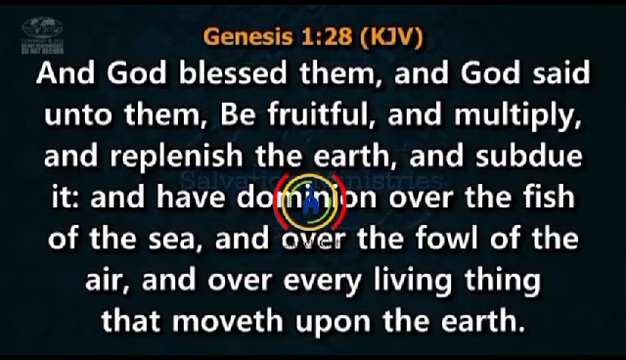 Genesis 1:28 (KJV)
And God blessed them, and God said
unto them, Be fruitful, and multiply,
and replenish the earth, and subdue
Salvation Ministries
it: and have dominion over the fish
of the sea, and over the fowl of the
air, and over every living thing
that moveth upon the earth.